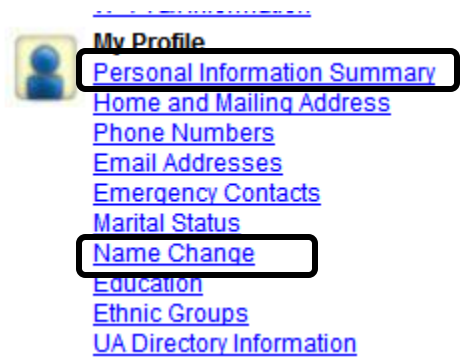 My Profile
Personal Information Summary
Home and Mailing Address
Phone Numbers
Email Addresses
Emergency Contacts
Marital Status
Name Change
Education
Ethnic Groups
UA Directory Information